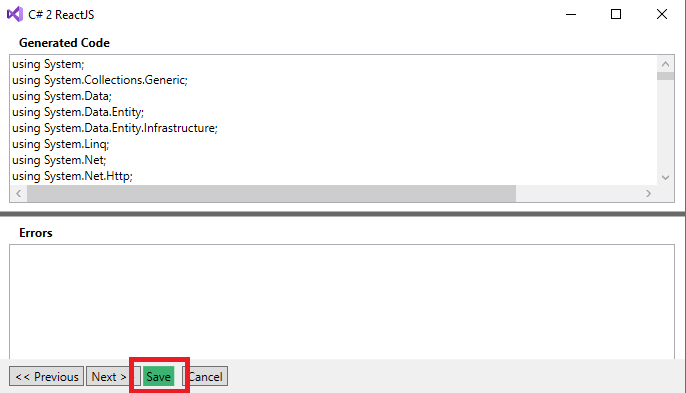 C# 2 ReactJS
Generated Code
using System;
using System.Collections.Generic;
using System.Data;
using System.Data.Entity;
using System.Data.Entity.Infrastructure;
using System.Linq;
using System.Net;
using System.Net.Http;
Errors
<< Previous Next > Save Cancel